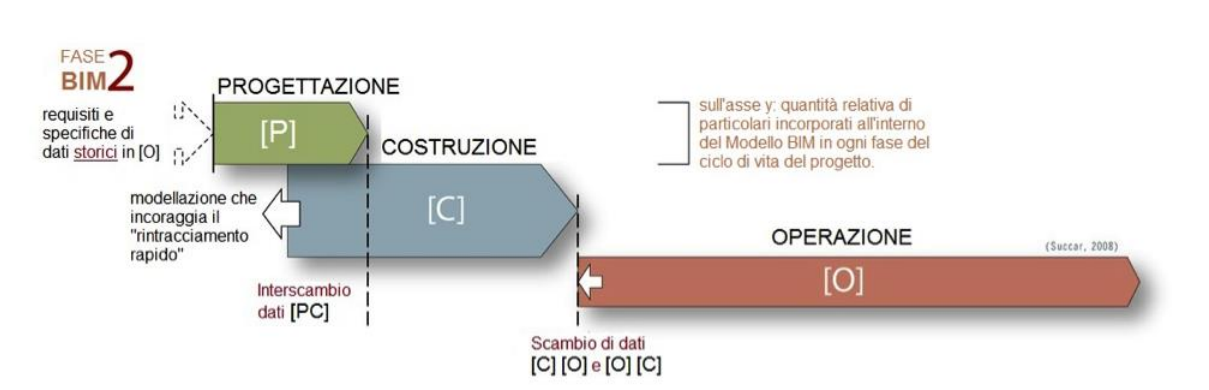 FASE
BIM2
requisiti e
specifiche di
dati storici in [O]
PROGETTAZIONE
[P]
COSTRUZIONE
[C]
modellazione che
incoraggia il
"rintracciamento
rapido"
sull'asse y: quantità relativa di
particolari incorporati all'interno
del Modello BIM in ogni fase del
ciclo di vita del progetto.
OPERAZIONE
(Succar, 2008)
[O]
Interscambio
dati [PC]
Scambio di dati
[C] [O] e [O] [C]